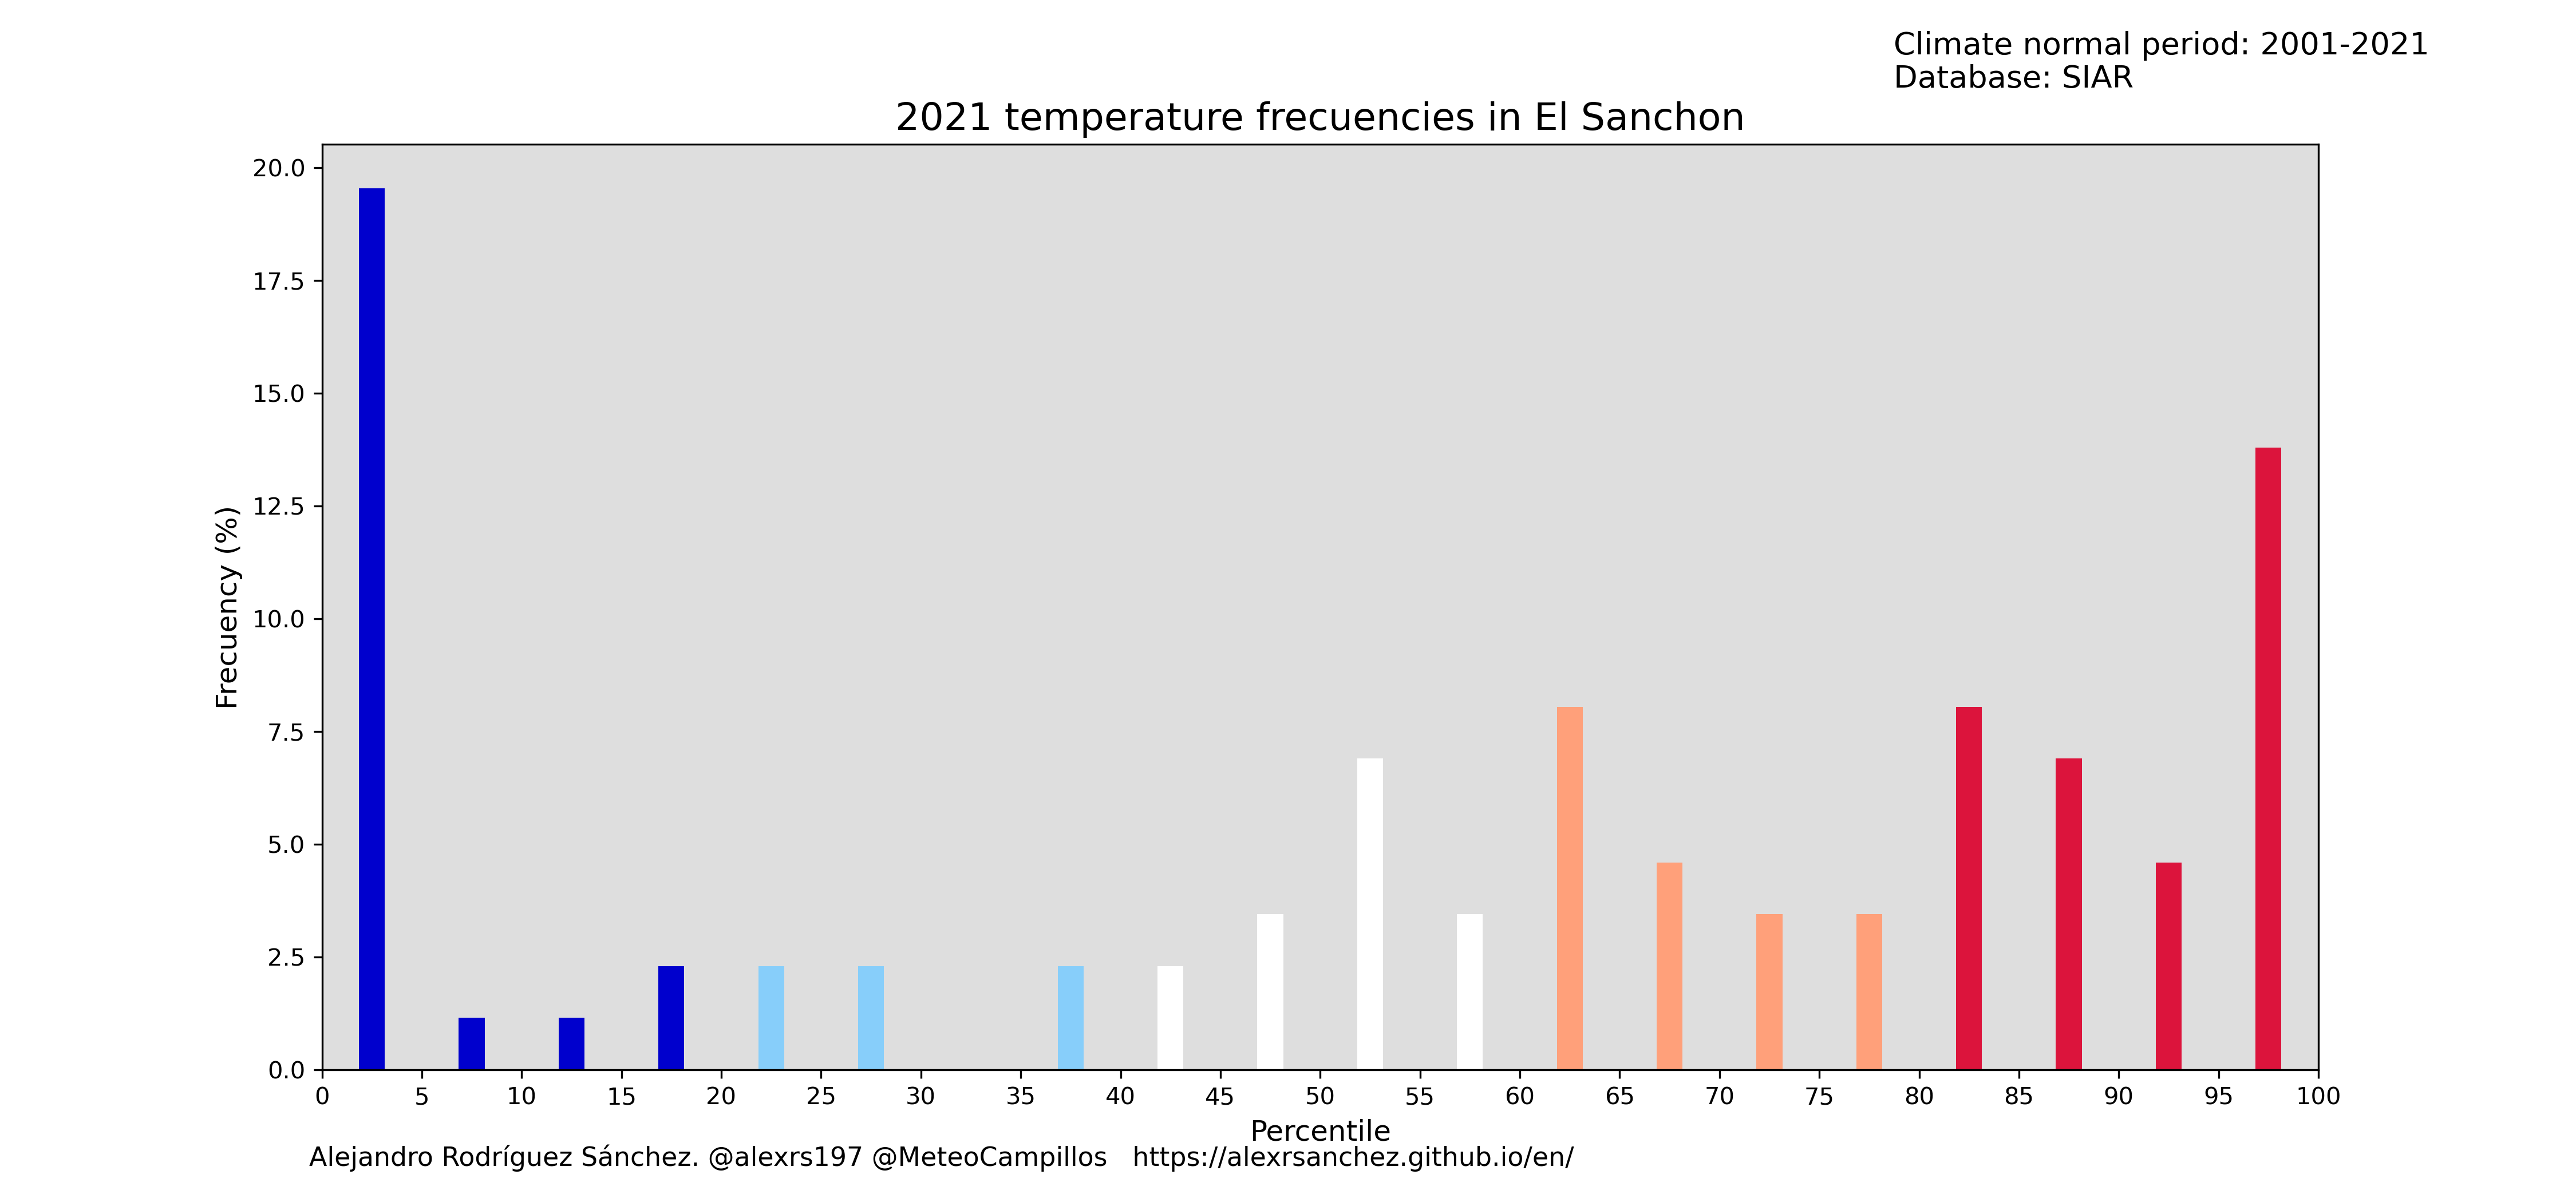 Climate normal period: 2001-2021
Database: SIAR
2021 temperature frecuencies in El Sanchon
Frecuency (%)
20.0
17.5
15.0
12.5
10.0
7.5
5.0
2.5
0.0
0 5 10 15 20 25 30 35 40 45 50 55 60 65 70 75 80 85 90 95 100
Percentile
Alejandro Rodríguez Sánchez. @alexrs197 @MeteoCampillos https://alexrsanchez.github.io/en/